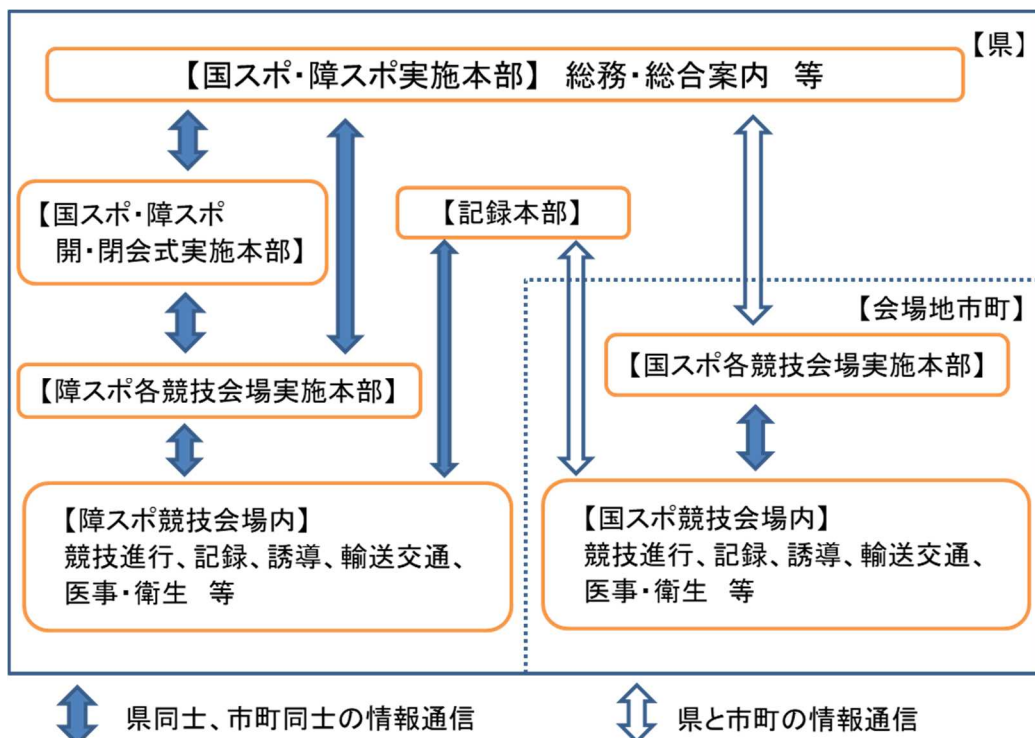 【県】
【国スポ・障スポ実施本部】 総務・総合案内 等
【国スポ・障スポ
開・閉会式実施本部】
【記録本部】
【会場地市町】
【障スポ各競技会場実施本部】
【国スポ各競技会場実施本部】
【障スポ競技会場内】
競技進行、記録、誘導、輸送交通、
医事・衛生 等
【国スポ競技会場内】
競技進行、記録、誘導、輸送交通、
医事・衛生 等
県同士、市町同士の情報通信
県と市町の情報通信